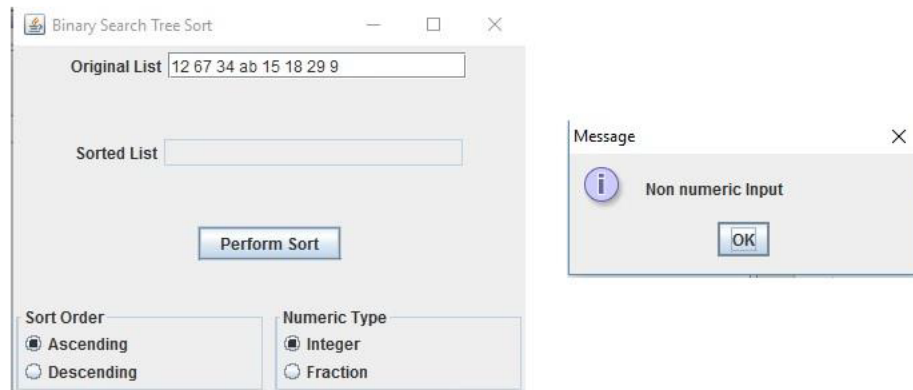 Binary Search Tree Sort
Original List 12 67 34 ab 15 18 29 9
Sorted List
Perform Sort
Sort Order
Ascending
Descending
Numeric Type
Integer
Fraction
Message
Non numeric Input
OK